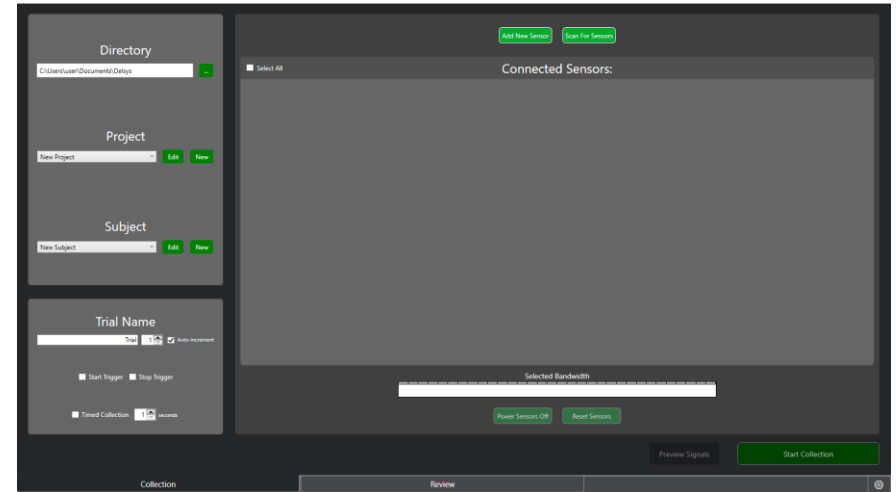 Directory
C:\Users\user\Documents\Delsys
...
Project
New Project Edit New
Subject
New Subject Edit New
Trial Name
Trial 1 Auto-increment
Start Trigger Stop Trigger
Timed Collection 1 seconds
Add New Sensor Scan For Sensors
Select All Connected Sensors:
Selected Bandwidth
Power Sensors Off Reset Sensors
Preview Signals Start Collection
Collection Review